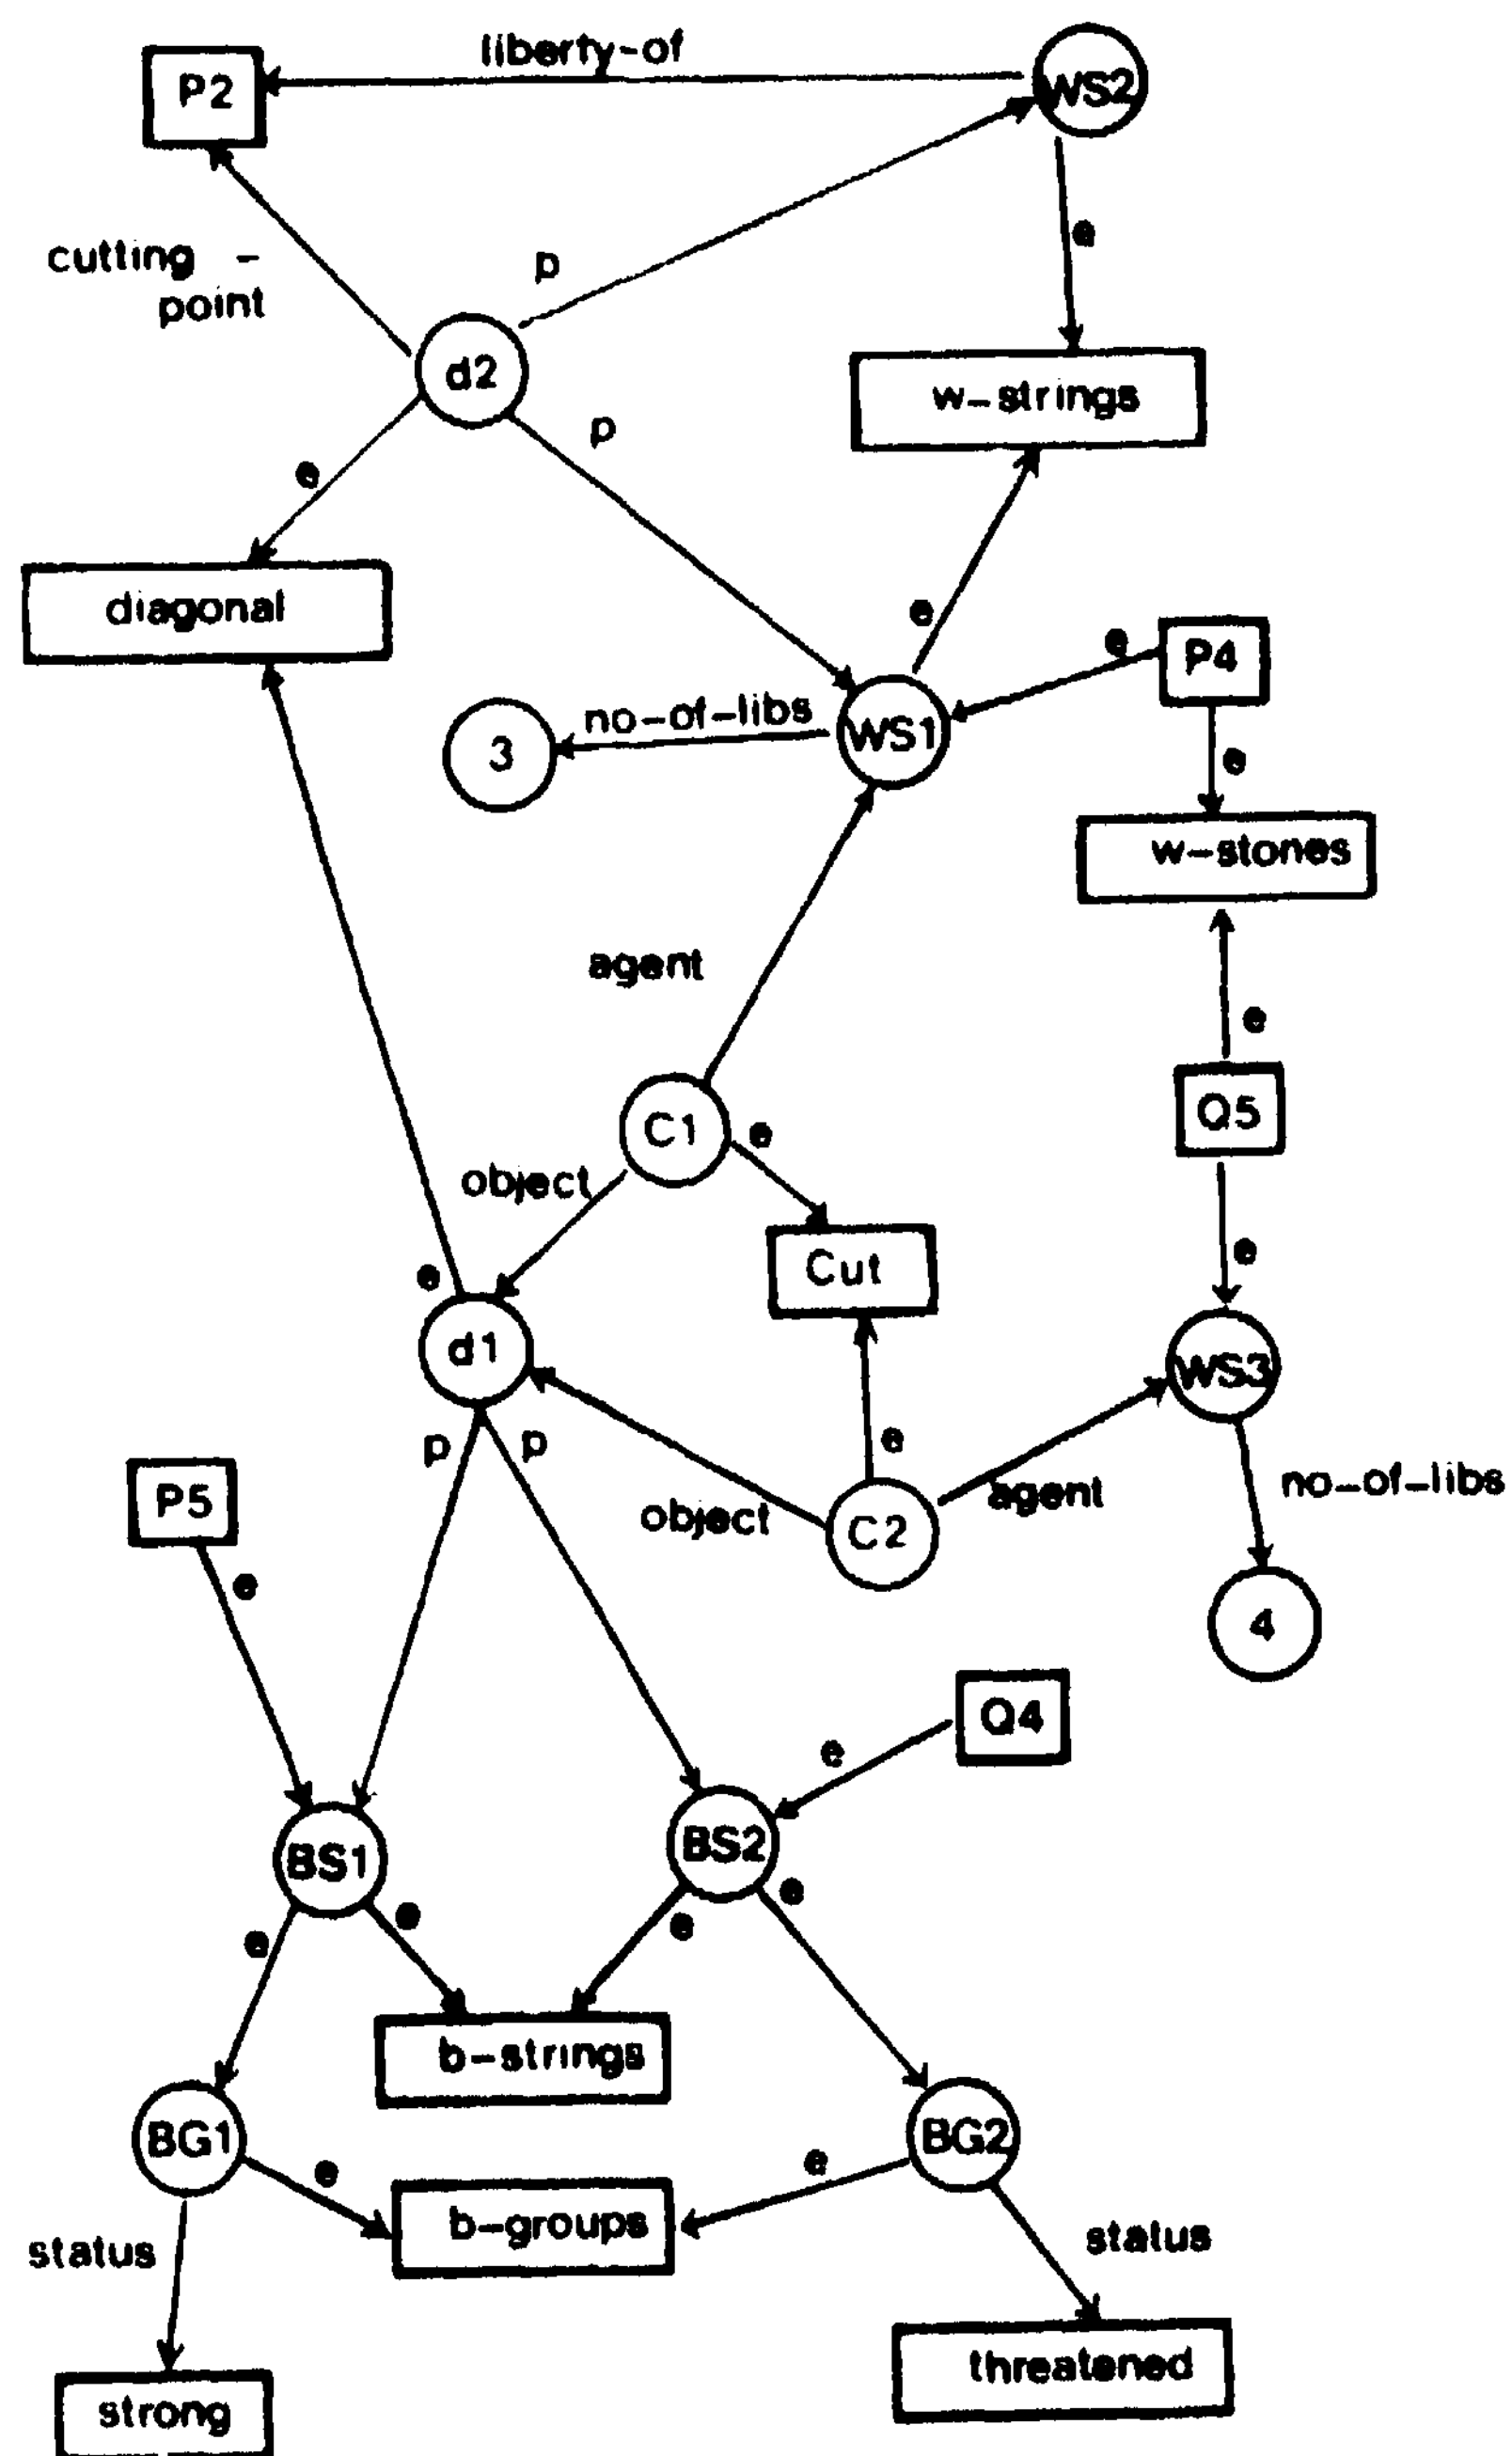 liberty-of
P2
WS2
cutting -
point
p
e
d2
w-strings
p
e
diagonal
e
e
P4
no-of-libs
3
WS1
e
w-stones
agent
e
C1
e
Q5
object
Cut
e
e
d1
WS3
p
p
e
P5
object
C2
agent
no-of-libs
e
4
Q4
e
BS1
BS2
e
e
e
e
b-strings
BG1
BG2
e
e
b-groups
status
status
threatened
strong